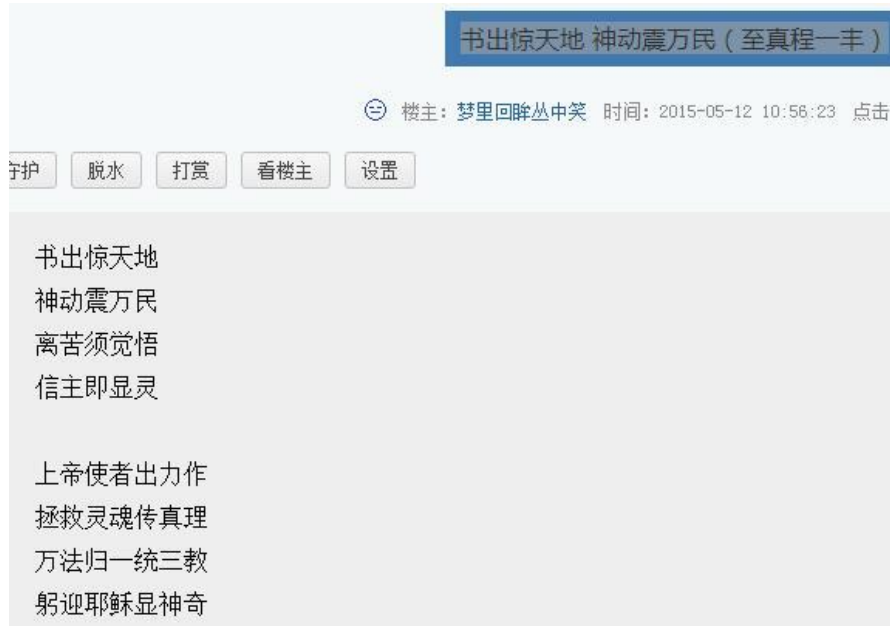 书出惊天地 神动震万民（至真程一丰）
楼主：梦里回眸丛中笑 时间：2015-05-12 10:56:23 点击
守护 脱水 打赏 看楼主 设置
书出惊天地
神动震万民
离苦须觉悟
信主即显灵
上帝使者出力作
拯救灵魂传真理
万法归一统三教
躬迎耶稣显神奇